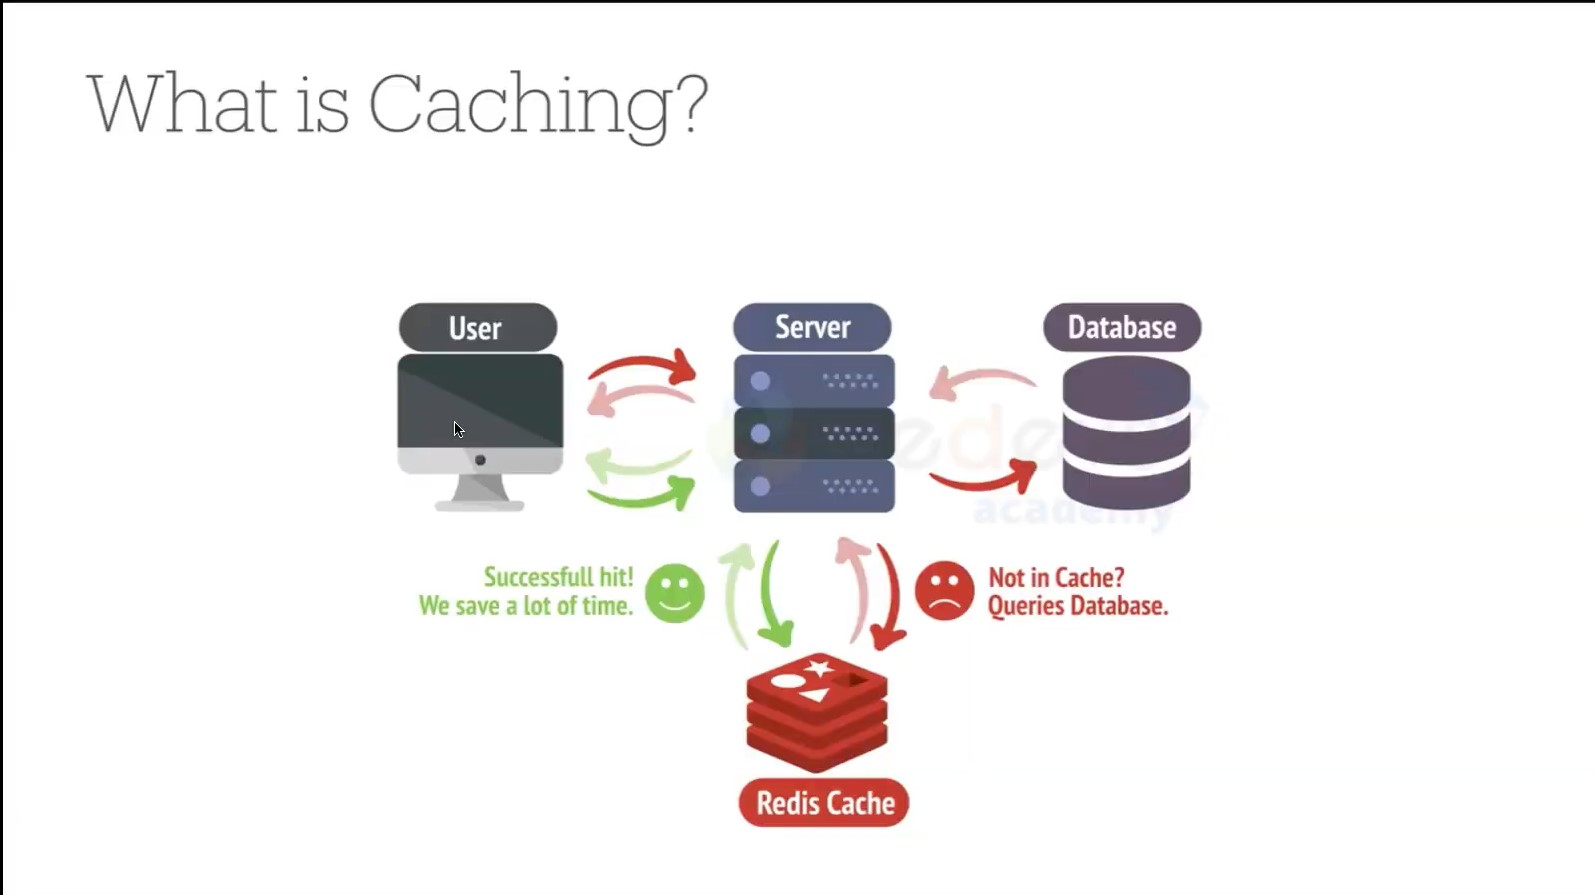 What is Caching?
User
Server
Database
academy
Successfull hit!
We save a lot of time.
Not in Cache?
Queries Database.
Redis Cache